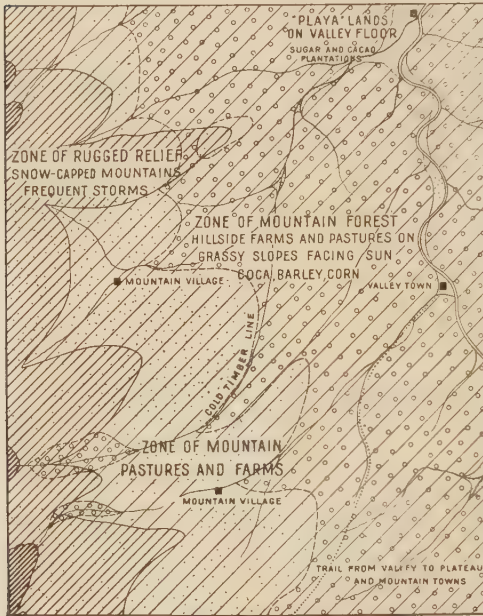 "PLAYA" LANDS
ON VALLEY FLOOR
SUGAR AND CACAO
PLANTATIONS
ZONE OF RUGGED RELIEF
SNOW-CAPPED MOUNTAINS
FREQUENT STORMS
ZONE OF MOUNTAIN FOREST
HILLSIDE FARMS AND PASTURES ON
GRASSY SLOPES FACING SUN
COCA, BARLEY, CORN
MOUNTAIN VILLAGE
VALLEY TOWN
COLD TIMBER LINE
ZONE OF MOUNTAIN
PASTURES AND FARMS
MOUNTAIN VILLAGE
TRAIL FROM VALLEY TO PLATEAU
AND MOUNTAIN TOWNS